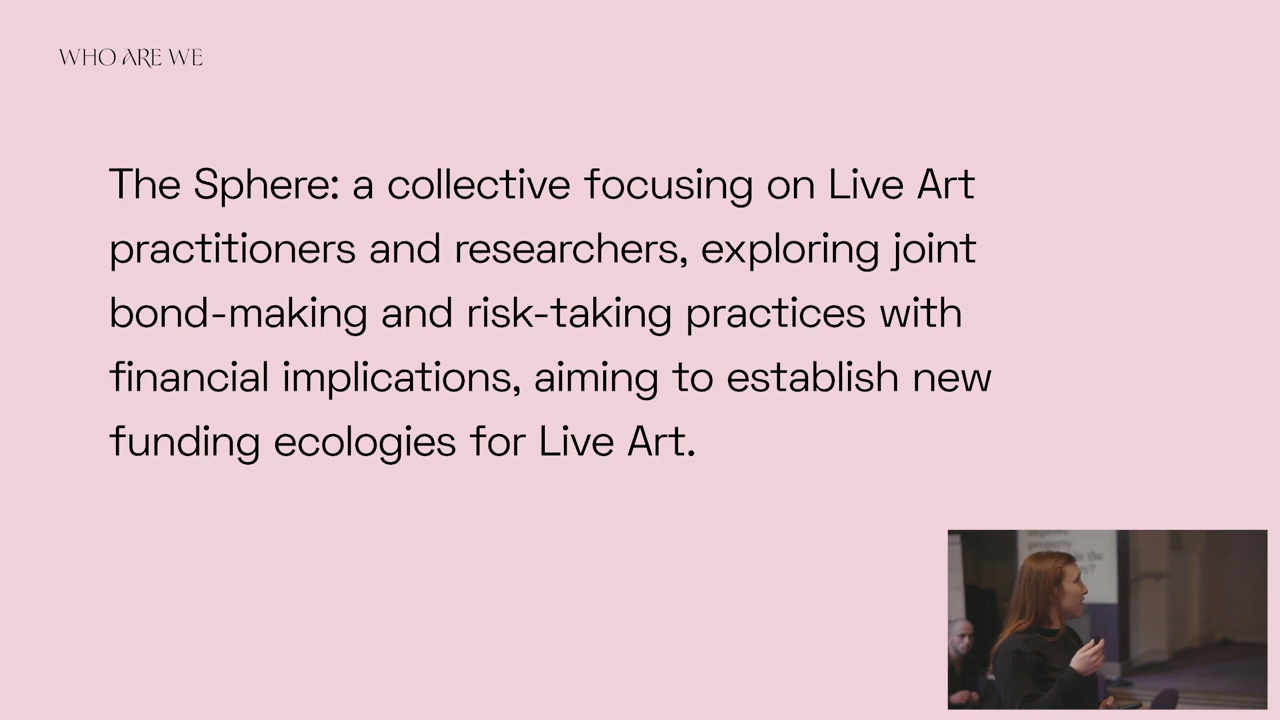 WHO ARE WE
The Sphere: a collective focusing on Live Art
practitioners and researchers, exploring joint
bond-making and risk-taking practices with
financial implications, aiming to establish new
funding ecologies for Live Art.